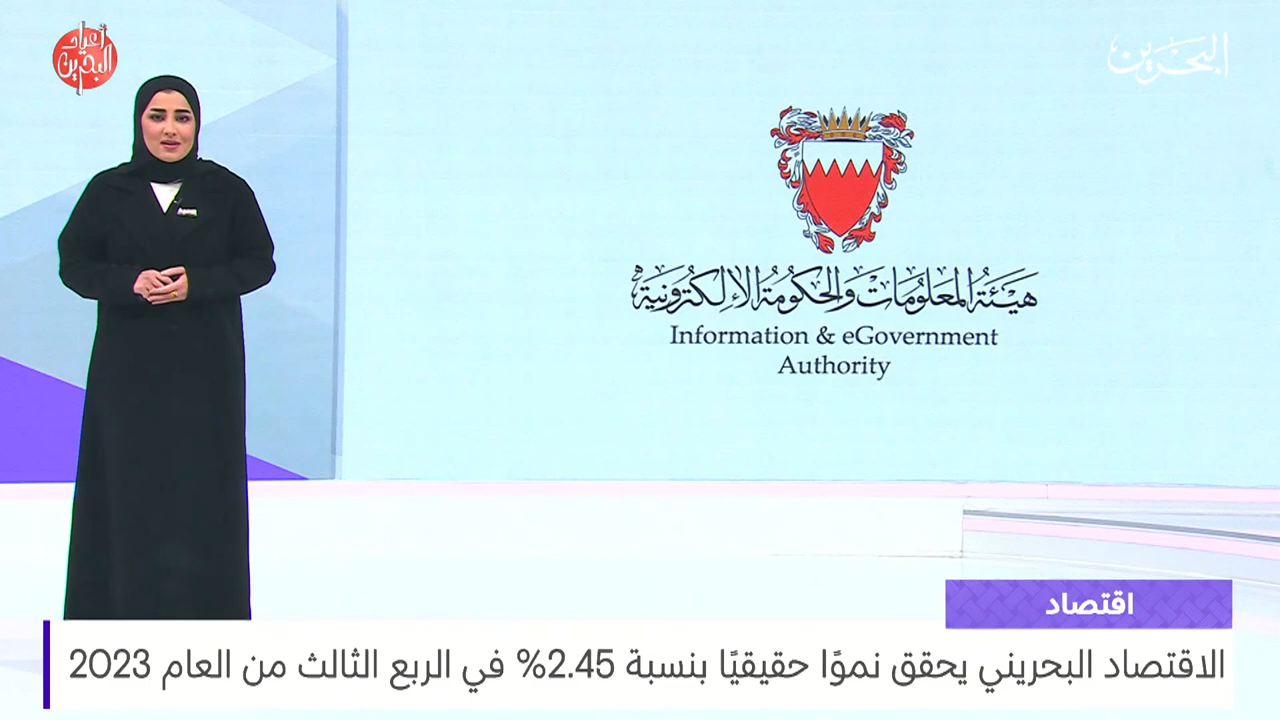 أعياد
البحرين
البحرين
هيئة المعلومات والحكومة الإلكترونية
Information & eGovernment
Authority
اقتصاد
الاقتصاد البحريني يحقق نموًا حقيقيًا بنسبة 2.45% في الربع الثالث من العام 2023